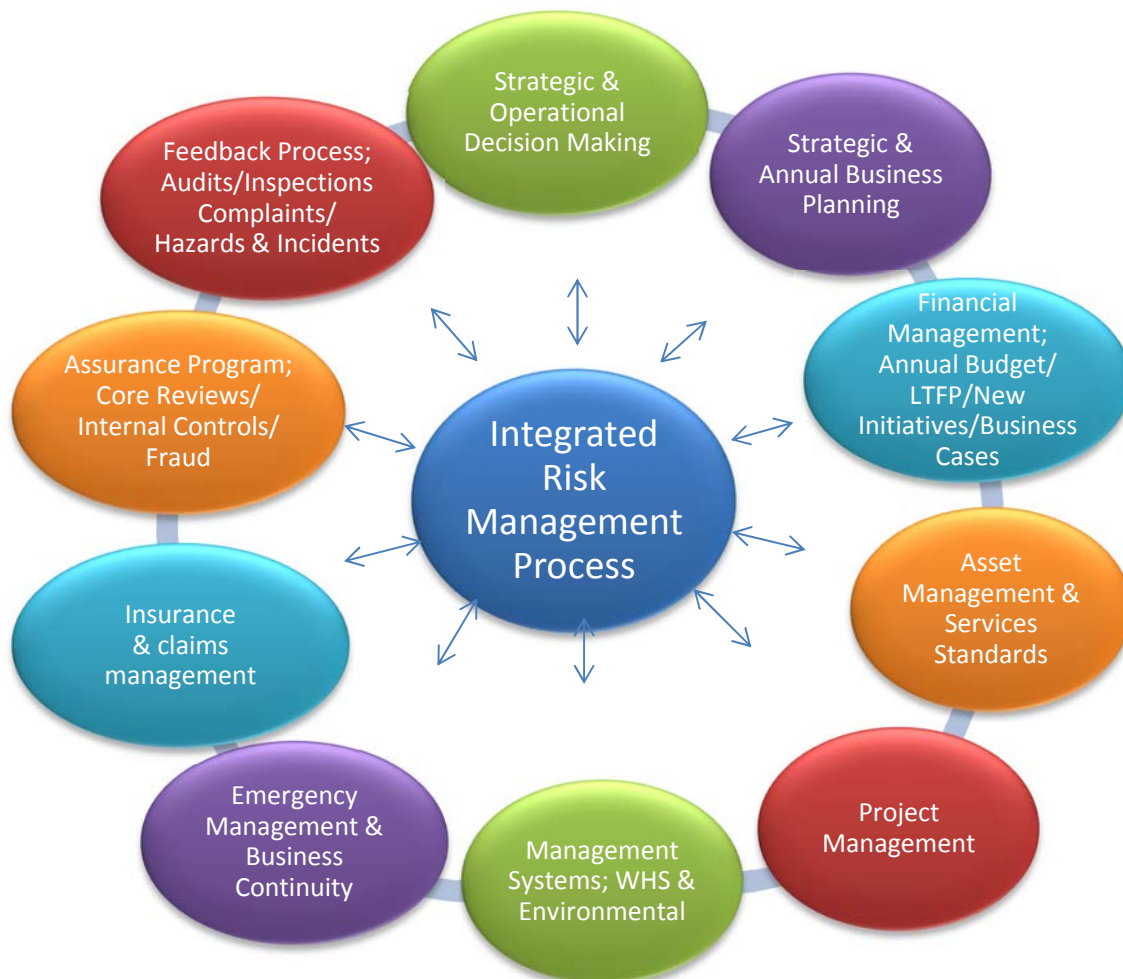 Strategic &
Operational
Decision Making
Strategic &
Annual Business
Planning
Financial
Management;
Annual Budget/
LTFP/New
Initiatives/Business
Cases
Asset
Management &
Services
Standards
Project
Management
Management
Systems; WHS &
Environmental
Emergency
Management &
Business
Continuity
Insurance
& claims
management
Assurance Program;
Core Reviews/
Internal Controls/
Fraud
Feedback Process;
Audits/Inspections
Complaints/
Hazards & Incidents
Integrated
Risk
Management
Process